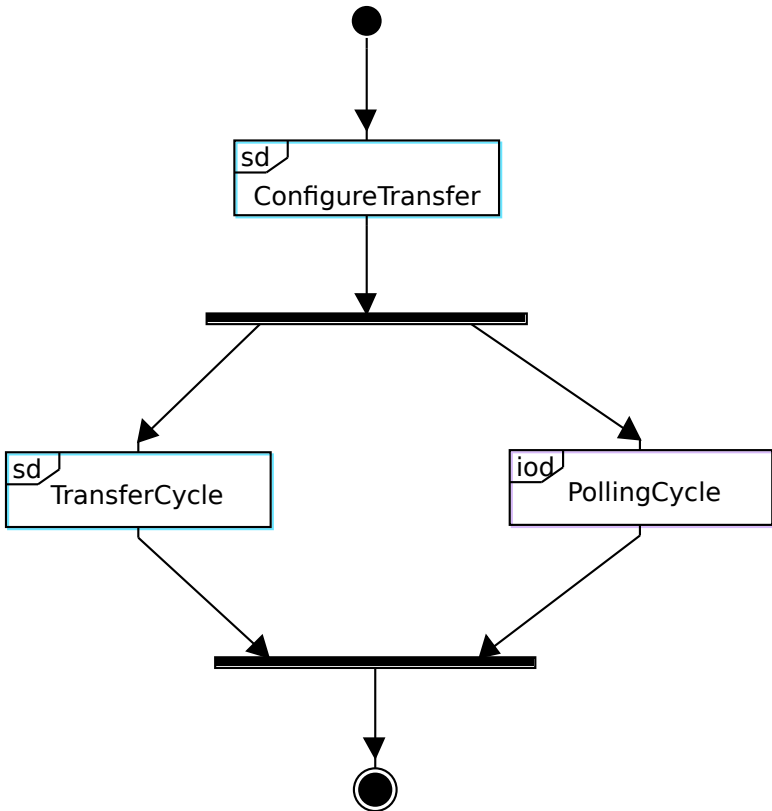 sd
ConfigureTransfer
sd
TransferCycle
iod
PollingCycle